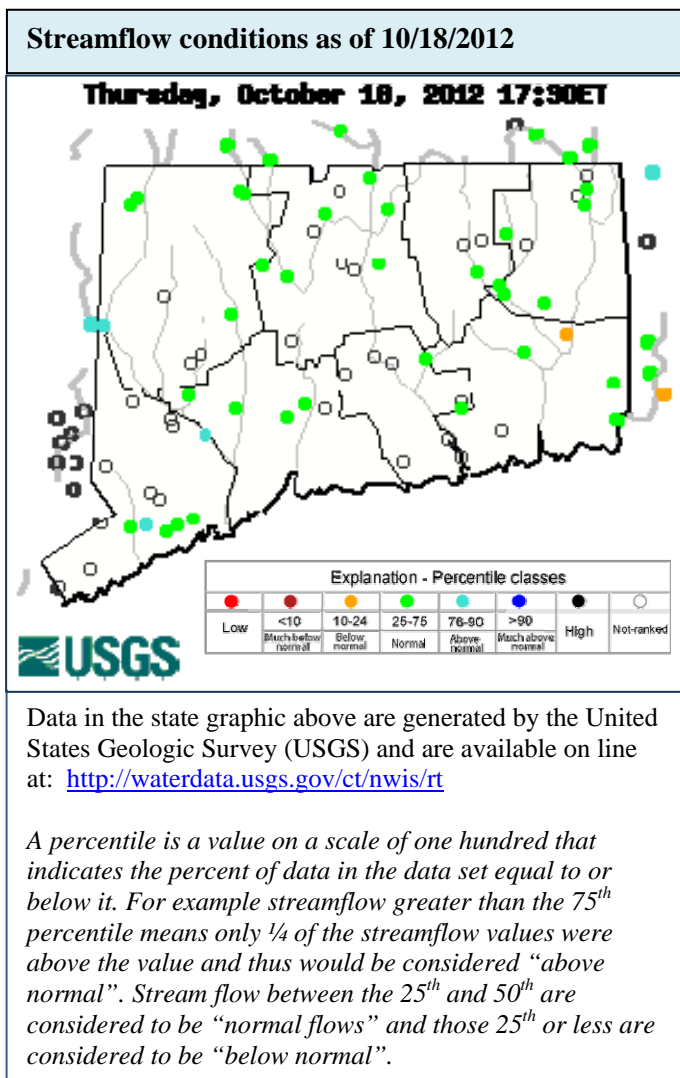 Streamflow conditions as of 10/18/2012
Thursday, October 18, 2012 17:30ET
Explanation - Percentile classes
Low
<10
Much below normal
10-24
Below normal
25-75
Normal
76-90
Above normal
>90
Much above normal
High
Not-ranked
USGS
Data in the state graphic above are generated by the United
States Geologic Survey (USGS) and are available on line
at: http://waterdata.usgs.gov/ct/nwis/rt
A percentile is a value on a scale of one hundred that
indicates the percent of data in the data set equal to or
below it. For example streamflow greater than the 75th
percentile means only ¼ of the streamflow values were
above the value and thus would be considered “above
normal”. Stream flow between the 25th and 50th are
considered to be “normal flows” and those 25th or less are
considered to be “below normal”.